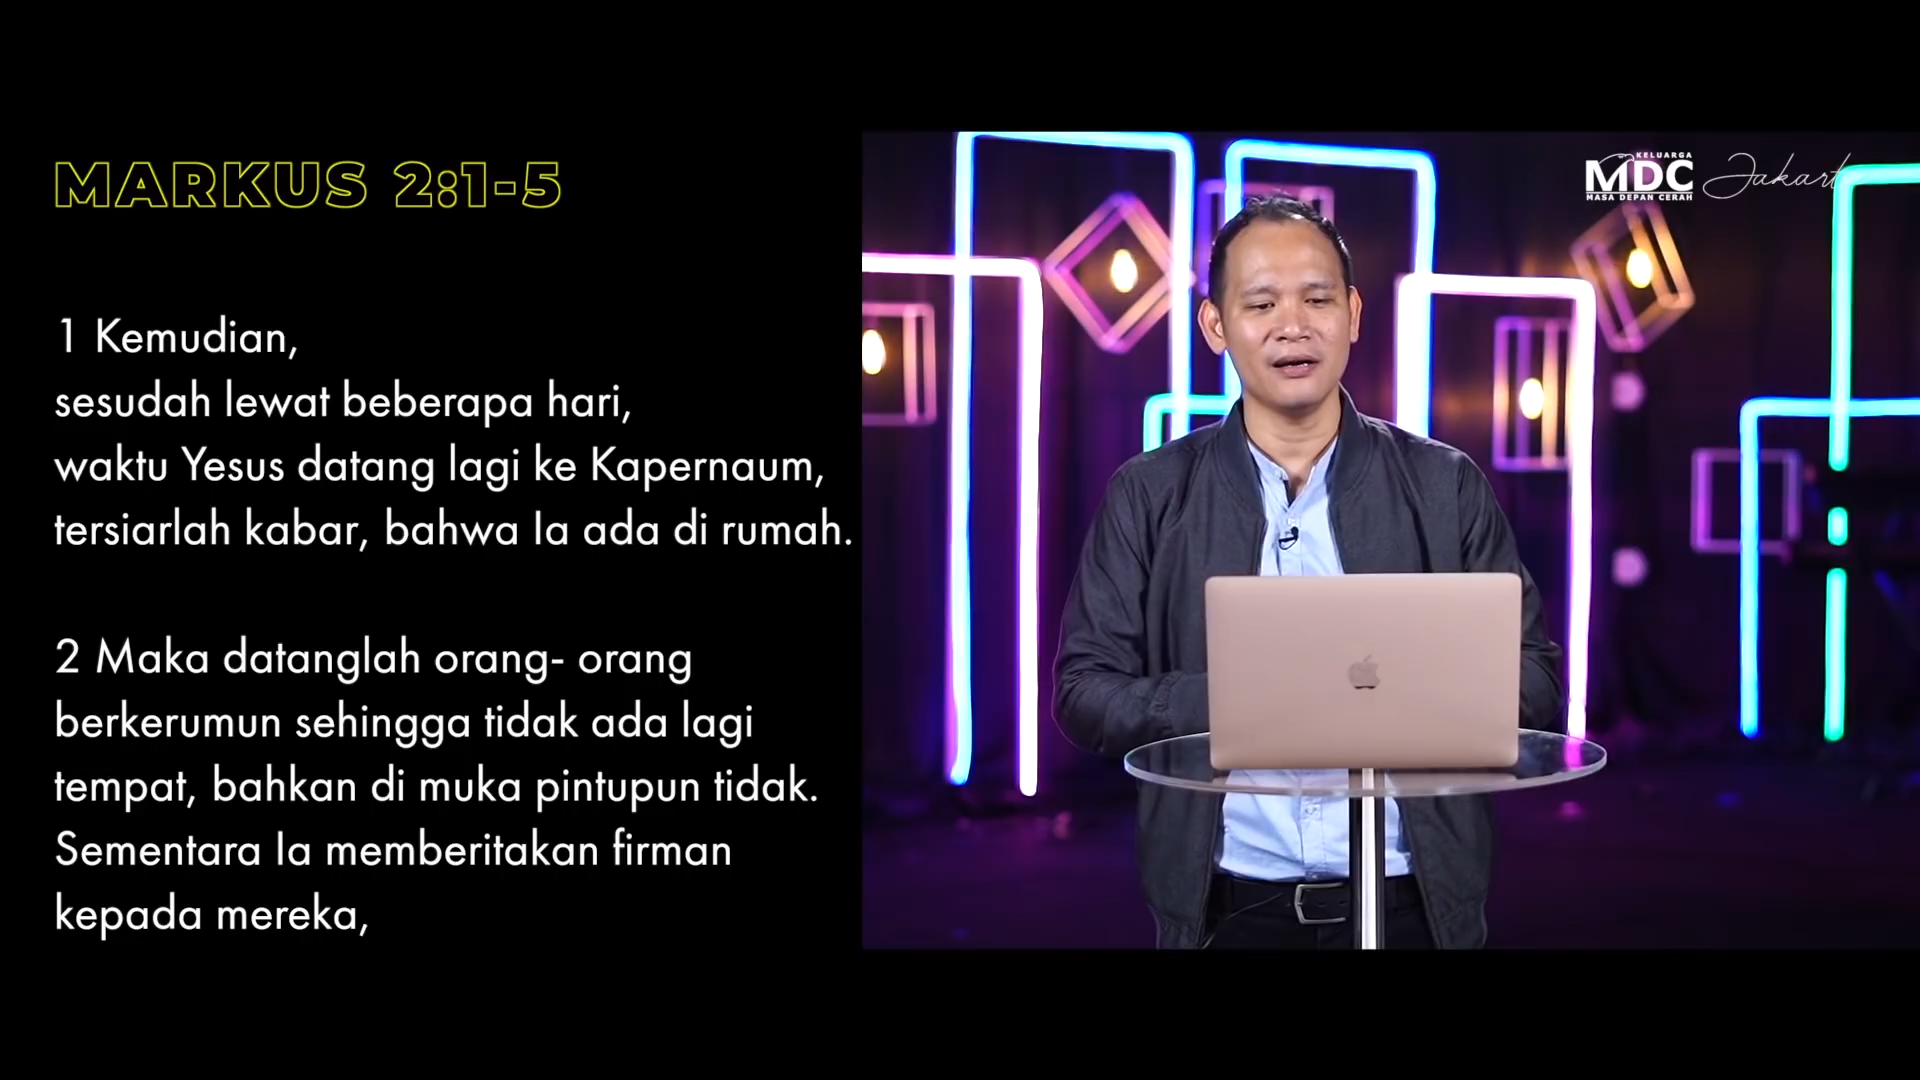 MARKUS 2:1-5
1 Kemudian,
sesudah lewat beberapa hari,
waktu Yesus datang lagi ke Kapernaum,
tersiarlah kabar, bahwa Ia ada di rumah.
2 Maka datanglah orang- orang
berkerumun sehingga tidak ada lagi
tempat, bahkan di muka pintupun tidak.
Sementara Ia memberitakan firman
kepada mereka,
KELUARGA
MDC Jakarta
MASA DEPAN CERAH